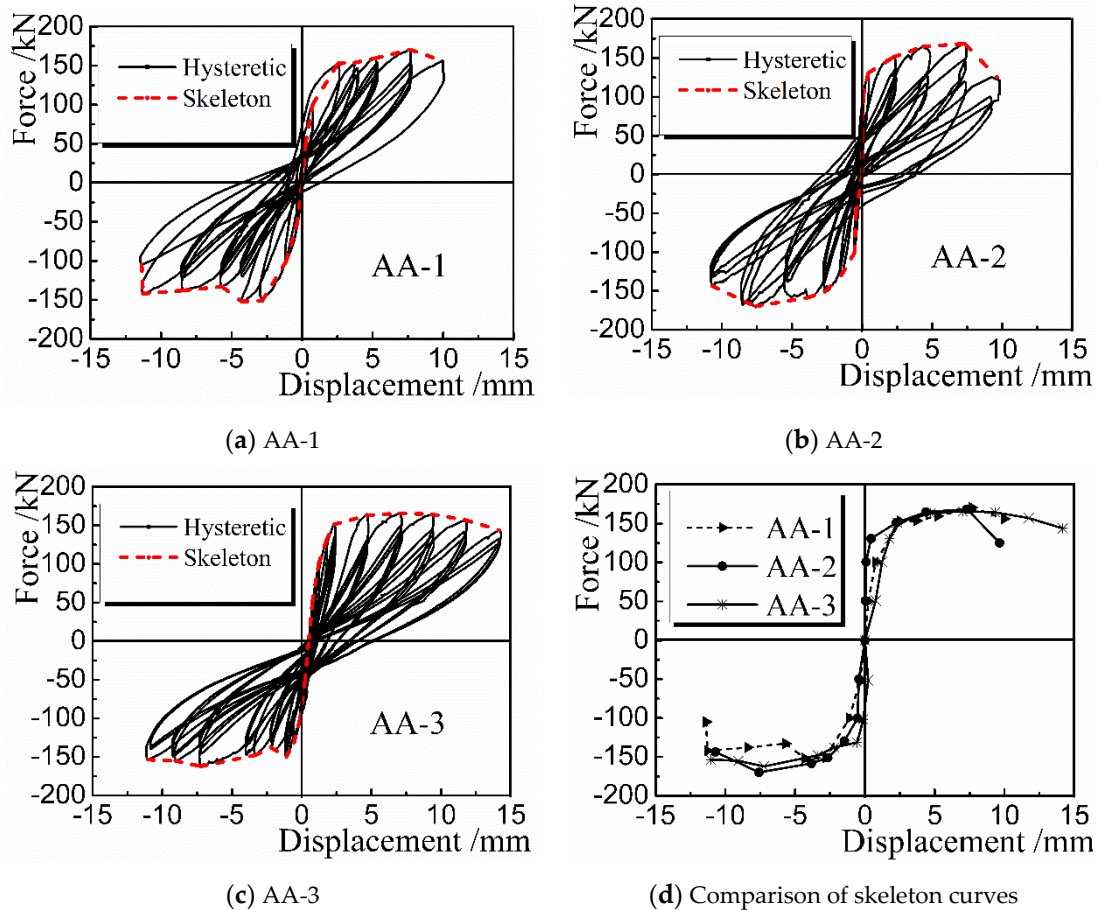 Force /kN
200
150
100
50
0
-50
-100
-150
-200
Hysteretic
Skeleton
AA-1
-15 -10 -5 0 5 10 15
Displacement /mm
(a) AA-1
Force /kN
200
150
100
50
0
-50
-100
-150
-200
Hysteretic
Skeleton
AA-2
-15 -10 -5 0 5 10 15
Displacement /mm
(b) AA-2
Force /kN
200
150
100
50
0
-50
-100
-150
-200
Hysteretic
Skeleton
AA-3
-15 -10 -5 0 5 10 15
Displacement /mm
(c) AA-3
Force /kN
200
150
100
50
0
-50
-100
-150
-200
AA-1
AA-2
AA-3
-15 -10 -5 0 5 10 15
Displacement /mm
(d) Comparison of skeleton curves